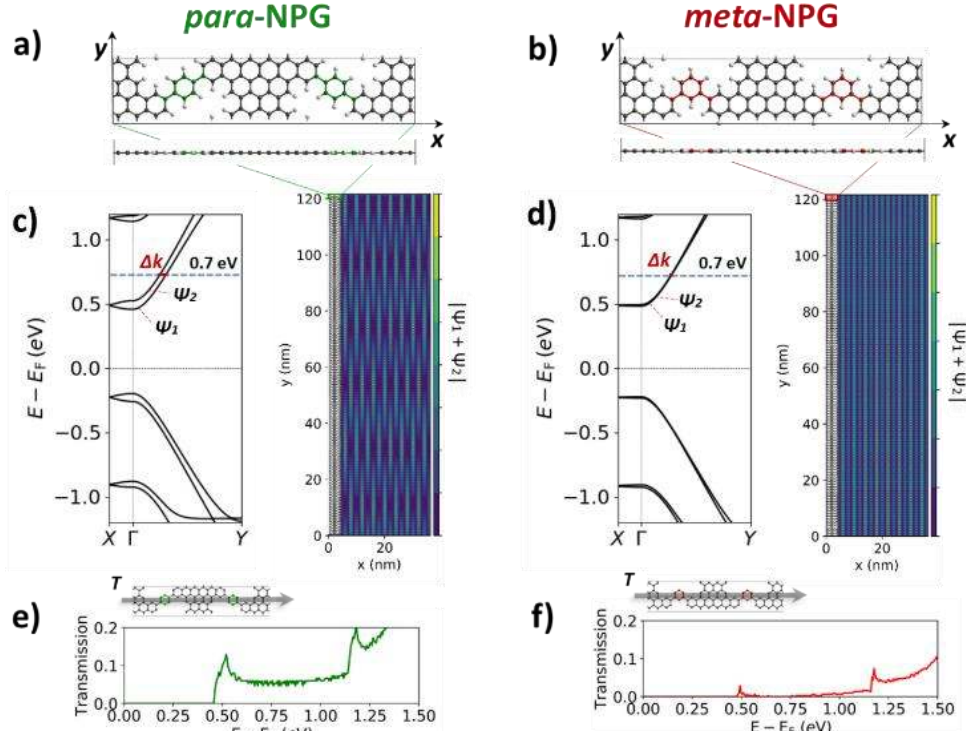 para-NPG
meta-NPG
a)
y
x
b)
y
x
c)
E − E_F (eV)
1.0
0.5
0.0
−0.5
−1.0
X Γ Y
Δk
0.7 eV
Ψ2
Ψ1
y (nm)
120
100
80
60
40
20
0
0 20
x (nm)
|Ψ1 + Ψ2|
d)
E − E_F (eV)
1.0
0.5
0.0
−0.5
−1.0
X Γ Y
Δk
0.7 eV
Ψ2
Ψ1
y (nm)
120
100
80
60
40
20
0
0 20
x (nm)
|Ψ1 + Ψ2|
T
e)
Transmission
0.2
0.1
0.0
0.00 0.25 0.50 0.75 1.00 1.25 1.50
T
f)
Transmission
0.2
0.1
0.0
0.00 0.25 0.50 0.75 1.00 1.25 1.50